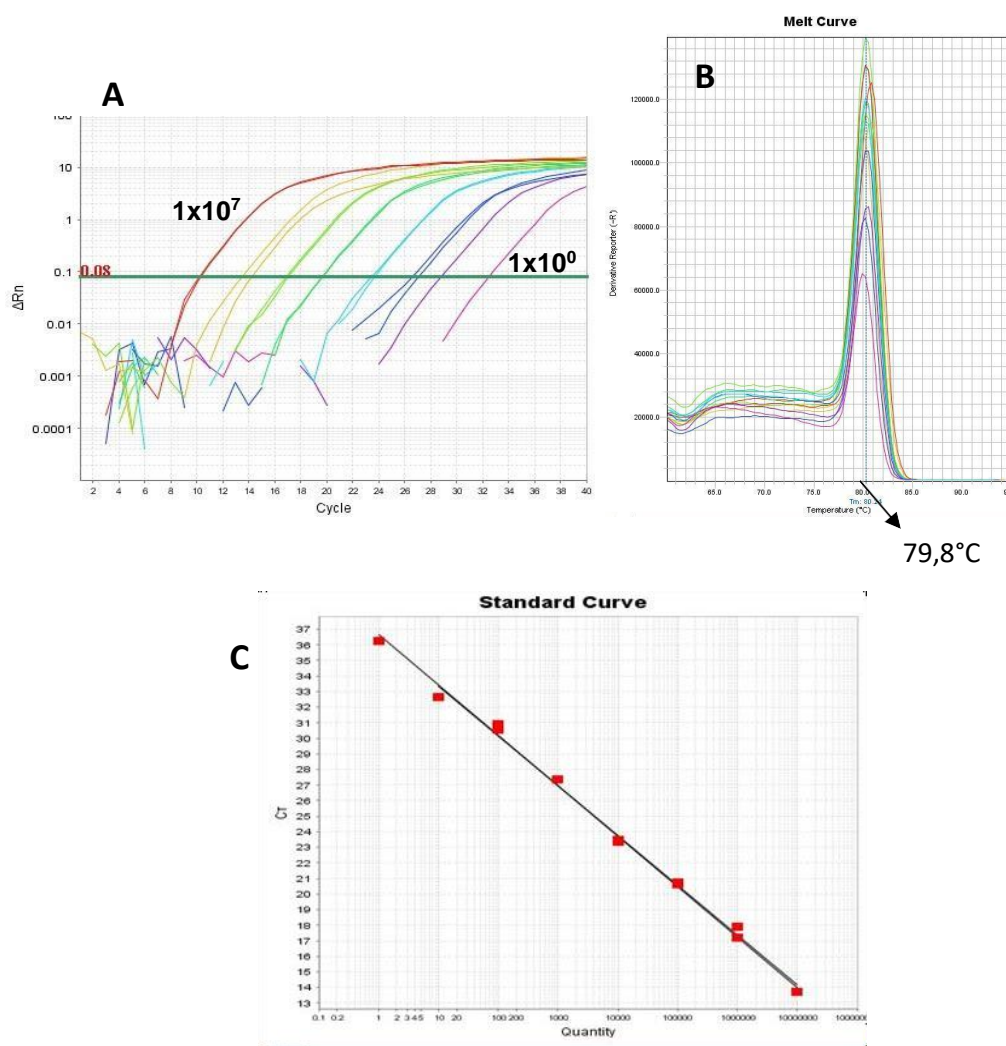 A
100
10
1
0.1
0.01
0.001
0.0001
ΔRn
1x10⁷
0.08
1x10⁰
2 4 6 8 10 12 14 16 18 20 22 24 26 28 30 32 34 36 38 40
Cycle
Melt Curve
B
120000.0
100000.0
80000.0
60000.0
40000.0
20000.0
Derivative Reporter (-R')
65.0 70.0 75.0 80.0 85.0 90.0
Tm: 80.24
Temperature (°C)
79,8°C
Standard Curve
C
37
36
35
34
33
32
31
30
29
28
27
26
25
24
23
22
21
20
19
18
17
16
15
14
13
Cт
0.1 0.2 1 2 3 4 5 10 20 100 200 1000 10000 100000 1000000 10000000
Quantity